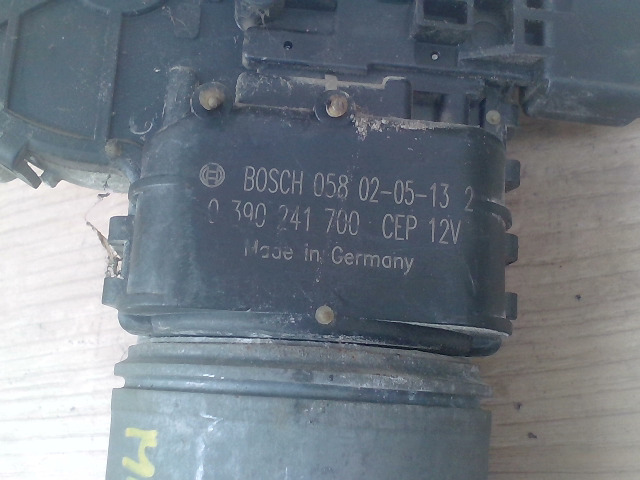 BOSCH 058 02-05-13 2
0 390 241 700 CEP 12V
Made in Germany